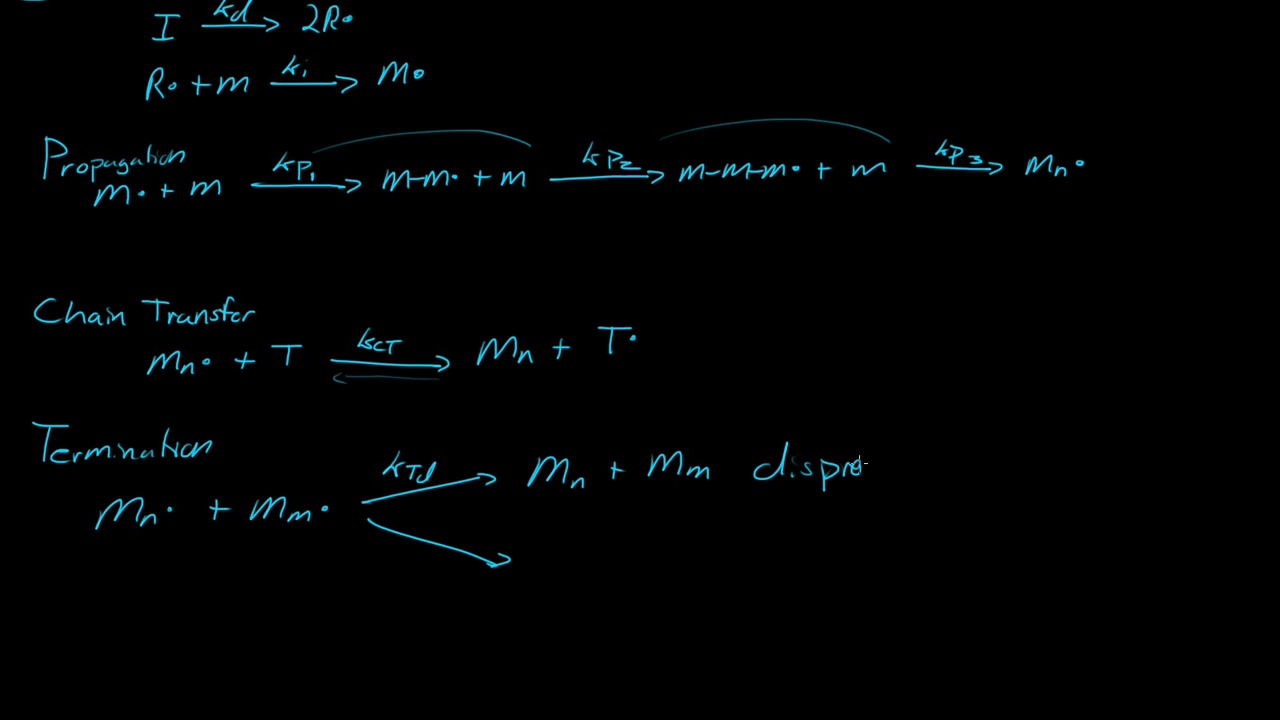 I kd→ 2R•
R• + m ki→ m•
Propagation
m• + m kp₁→ m-m• + m kp₂→ m-m-m• + m kp₃→ Mn•
Chain Transfer
Mn• + T kCT→ Mn + T•
Termination
kTd→ Mn + Mm dispro
Mn• + Mm•